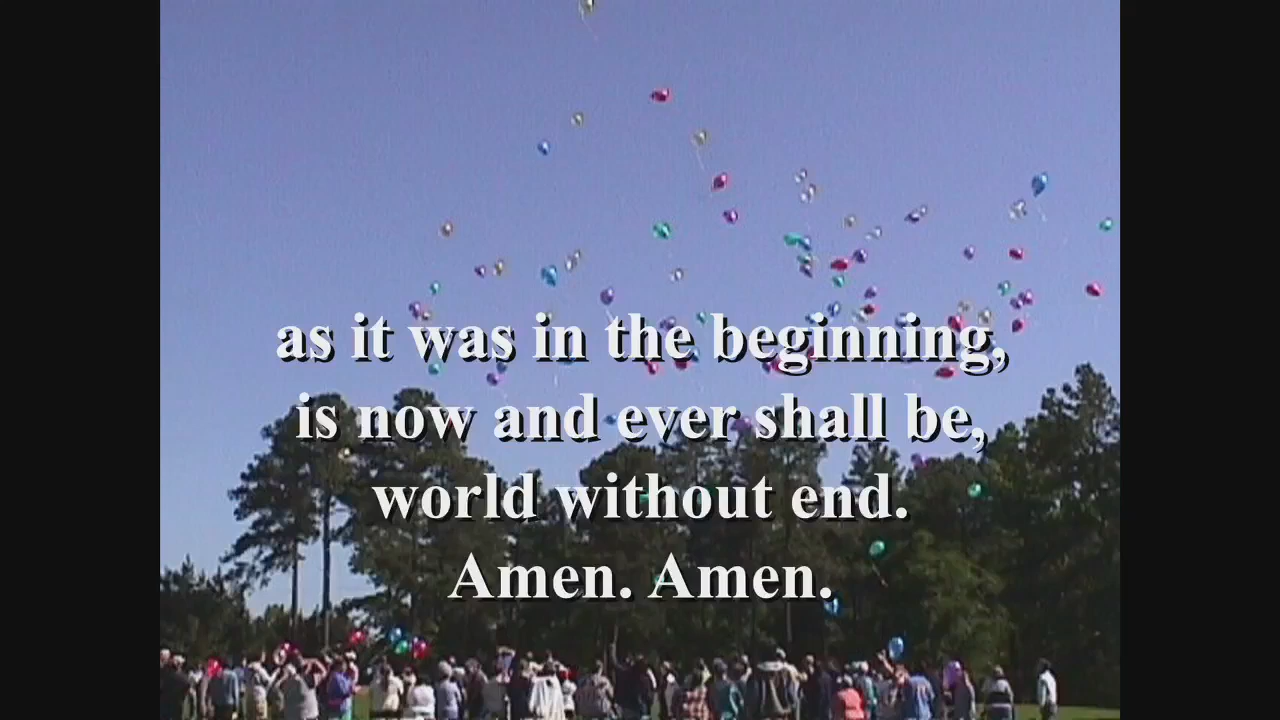 as it was in the beginning,
is now and ever shall be,
world without end.
Amen. Amen.